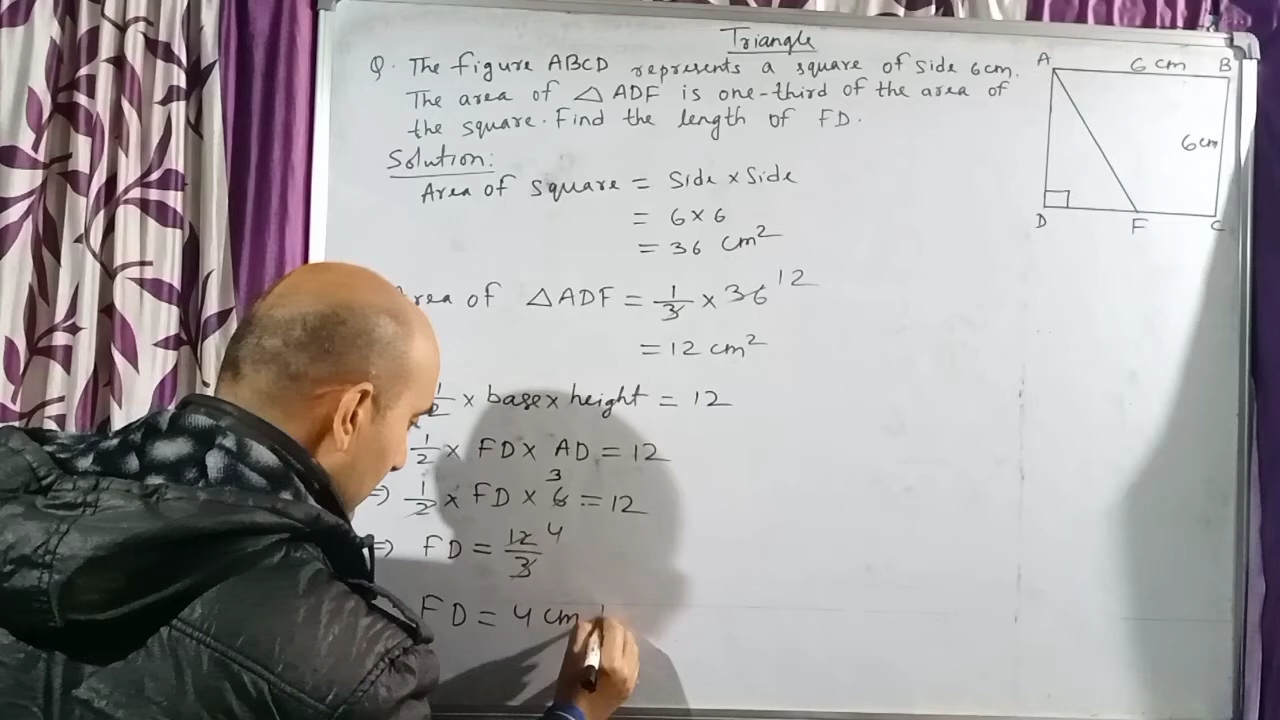 Triangle
Q. The figure ABCD represents a square of side 6cm.
The area of △ ADF is one-third of the area of
the square. Find the length of FD.
Solution:
Area of square = Side × Side
= 6 × 6
= 36 cm²
Area of △ADF = 1/3 × 36 12
= 12 cm²
1/2 × base × height = 12
1/2 × FD × AD = 12
⇒ 1/2 × FD × 6 3 = 12
⇒ FD = 12/3 4
FD = 4 cm
A 6 cm B
6cm
D F C